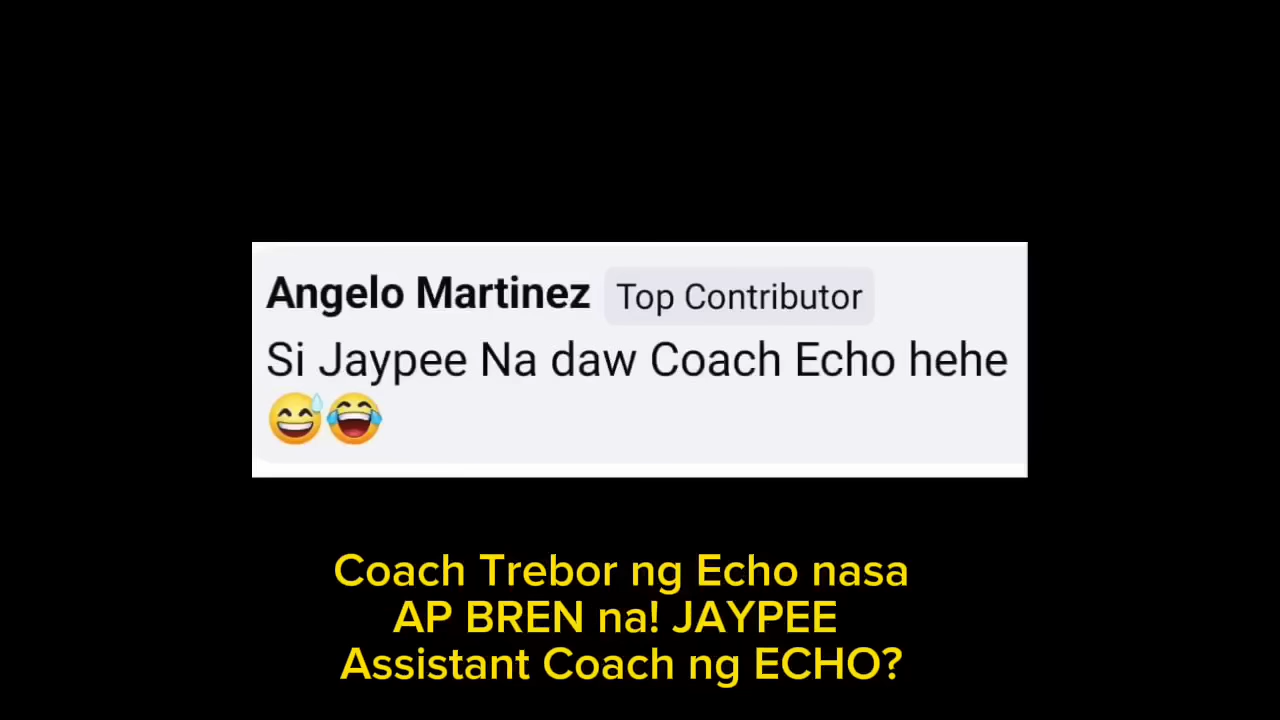 Angelo Martinez Top Contributor
Si Jaypee Na daw Coach Echo hehe
😅😂
Coach Trebor ng Echo nasa
AP BREN na! JAYPEE
Assistant Coach ng ECHO?